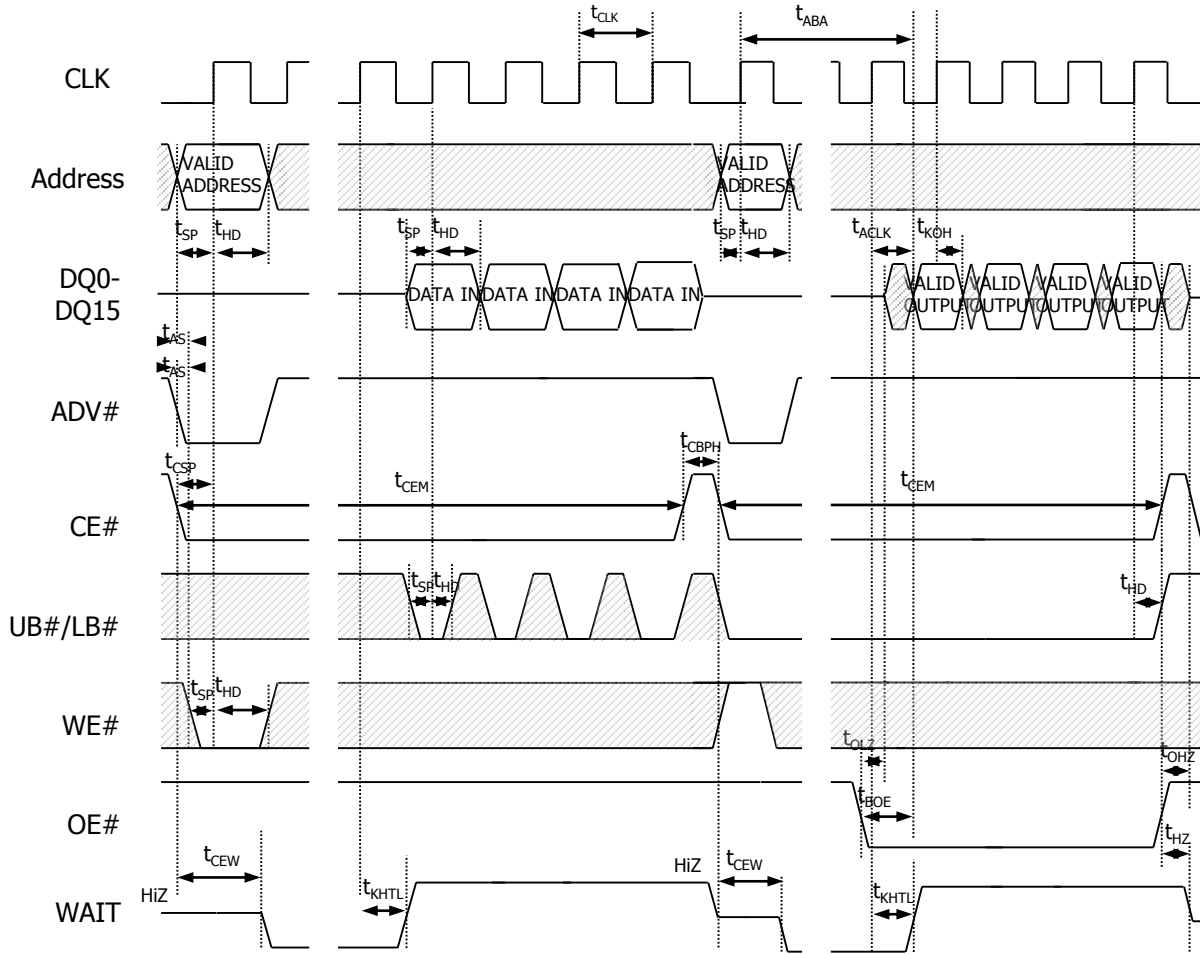 tCLK
tABA
CLK
Address
VALID
ADDRESS
VALID
ADDRESS
tSP
tHD
tSP
tHD
tSP
tHD
tACLK
tKOH
DQ0-
DQ15
DATA IN
DATA IN
DATA IN
DATA IN
VALID
OUTPUT
VALID
OUTPUT
VALID
OUTPUT
VALID
OUTPUT
tAS
tAS
ADV#
tCBPH
tCSP
tCEM
tCEM
CE#
tSP
tHD
tHD
UB#/LB#
tSP
tHD
WE#
tOLZ
tOHZ
tBOE
OE#
tHZ
tCEW
HiZ
tCEW
HiZ
tKHTL
tKHTL
WAIT